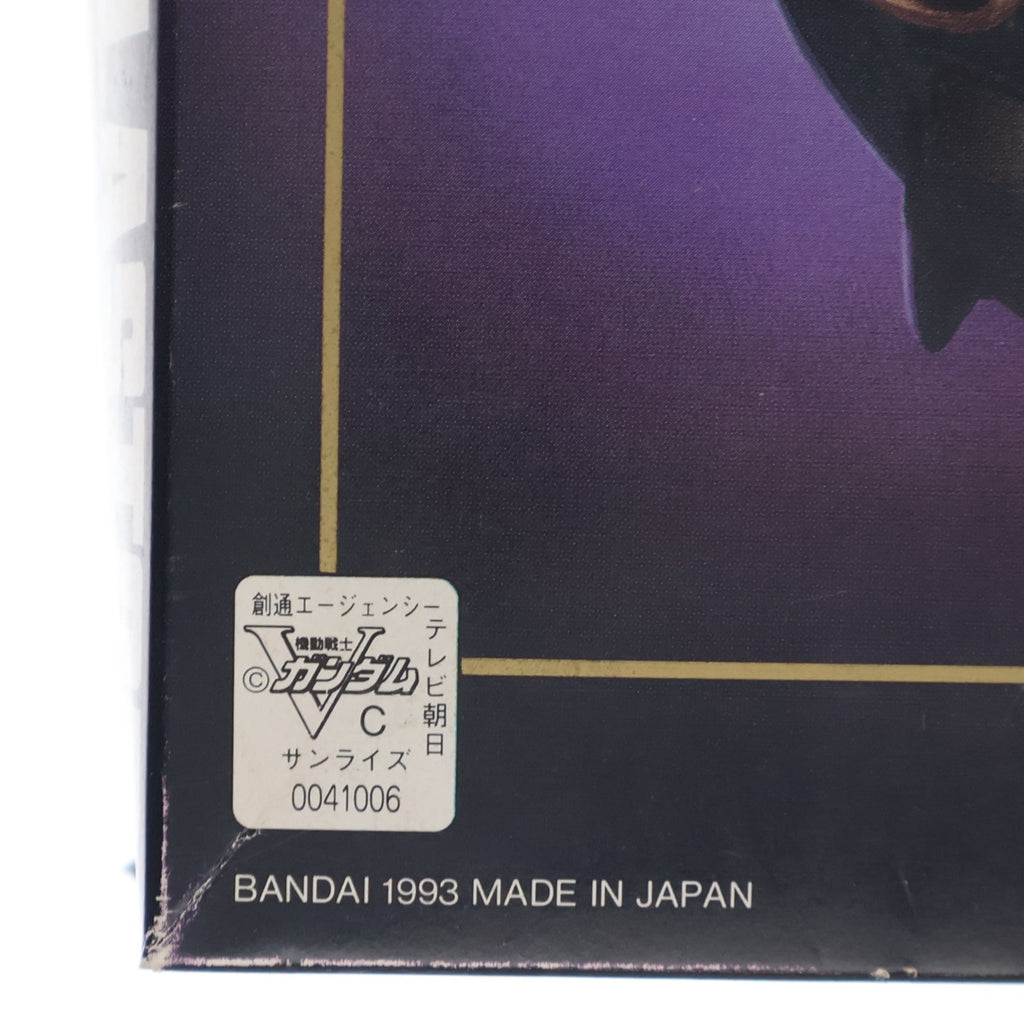 創通エージェンシー
テレビ朝日
機動戦士
V
©ガンダム
C
サンライズ
0041006
BANDAI 1993 MADE IN JAPAN